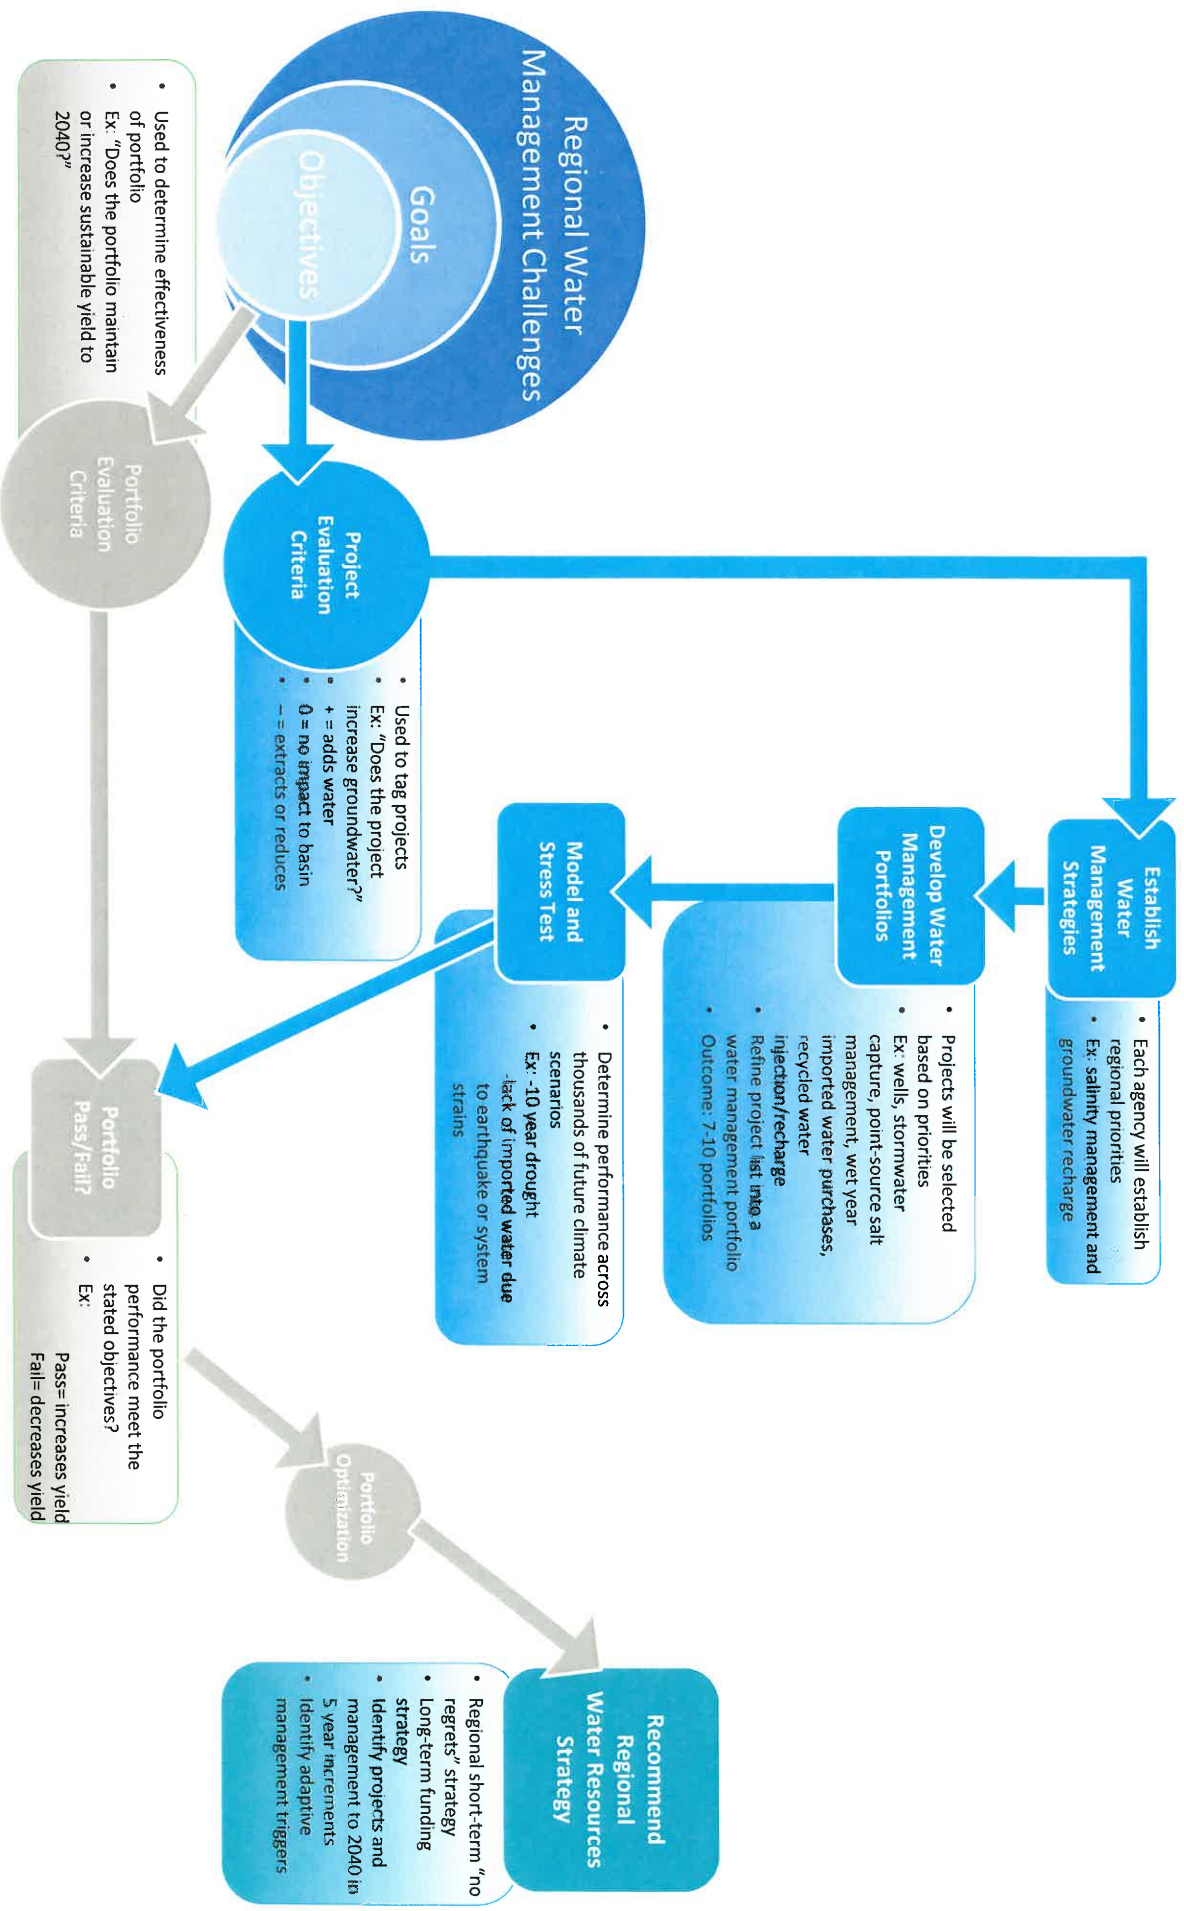 Regional Water
Management Challenges
Goals
Objectives
Project
Evaluation
Criteria
• Used to tag projects
• Ex: “Does the project
increase groundwater?”
• + = adds water
• 0 = no impact to basin
• – = extracts or reduces
Portfolio
Evaluation
Criteria
• Used to determine effectiveness
of portfolio
• Ex: “Does the portfolio maintain
or increase sustainable yield to
2040?”
Establish
Water
Management
Strategies
• Each agency will establish
regional priorities
• Ex: salinity management and
groundwater recharge
Develop Water
Management
Portfolios
• Projects will be selected
based on priorities
• Ex: wells, stormwater
capture, point-source salt
management, wet year
imported water purchases,
recycled water
injection/recharge
• Refine project list into a
water management portfolio
• Outcome: 7-10 portfolios
Model and
Stress Test
• Determine performance across
thousands of future climate
scenarios
• Ex: -10 year drought
-lack of imported water due
to earthquake or system
strains
Portfolio
Pass/Fail?
• Did the portfolio
performance meet the
stated objectives?
• Ex:
Pass= increases yield
Fail= decreases yield
Portfolio
Optimization
Recommend
Regional
Water Resources
Strategy
• Regional short-term “no
regrets” strategy
• Long-term funding
strategy
• Identify projects and
management to 2040 in
5 year increments
• Identify adaptive
management triggers